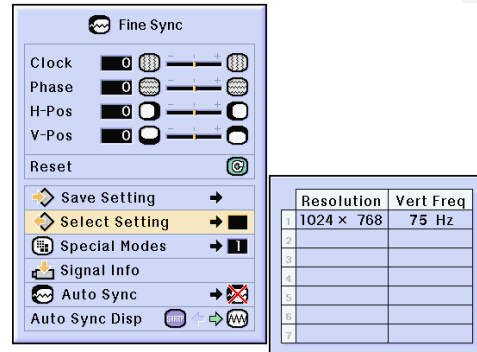 Fine Sync
Clock 0
Phase 0
H-Pos 0
V-Pos 0
Reset
Save Setting
Select Setting
Special Modes 1
Signal Info
Auto Sync
Auto Sync Disp START
Resolution Vert Freq
1 1024 × 768 75 Hz
2
3
4
5
6
7